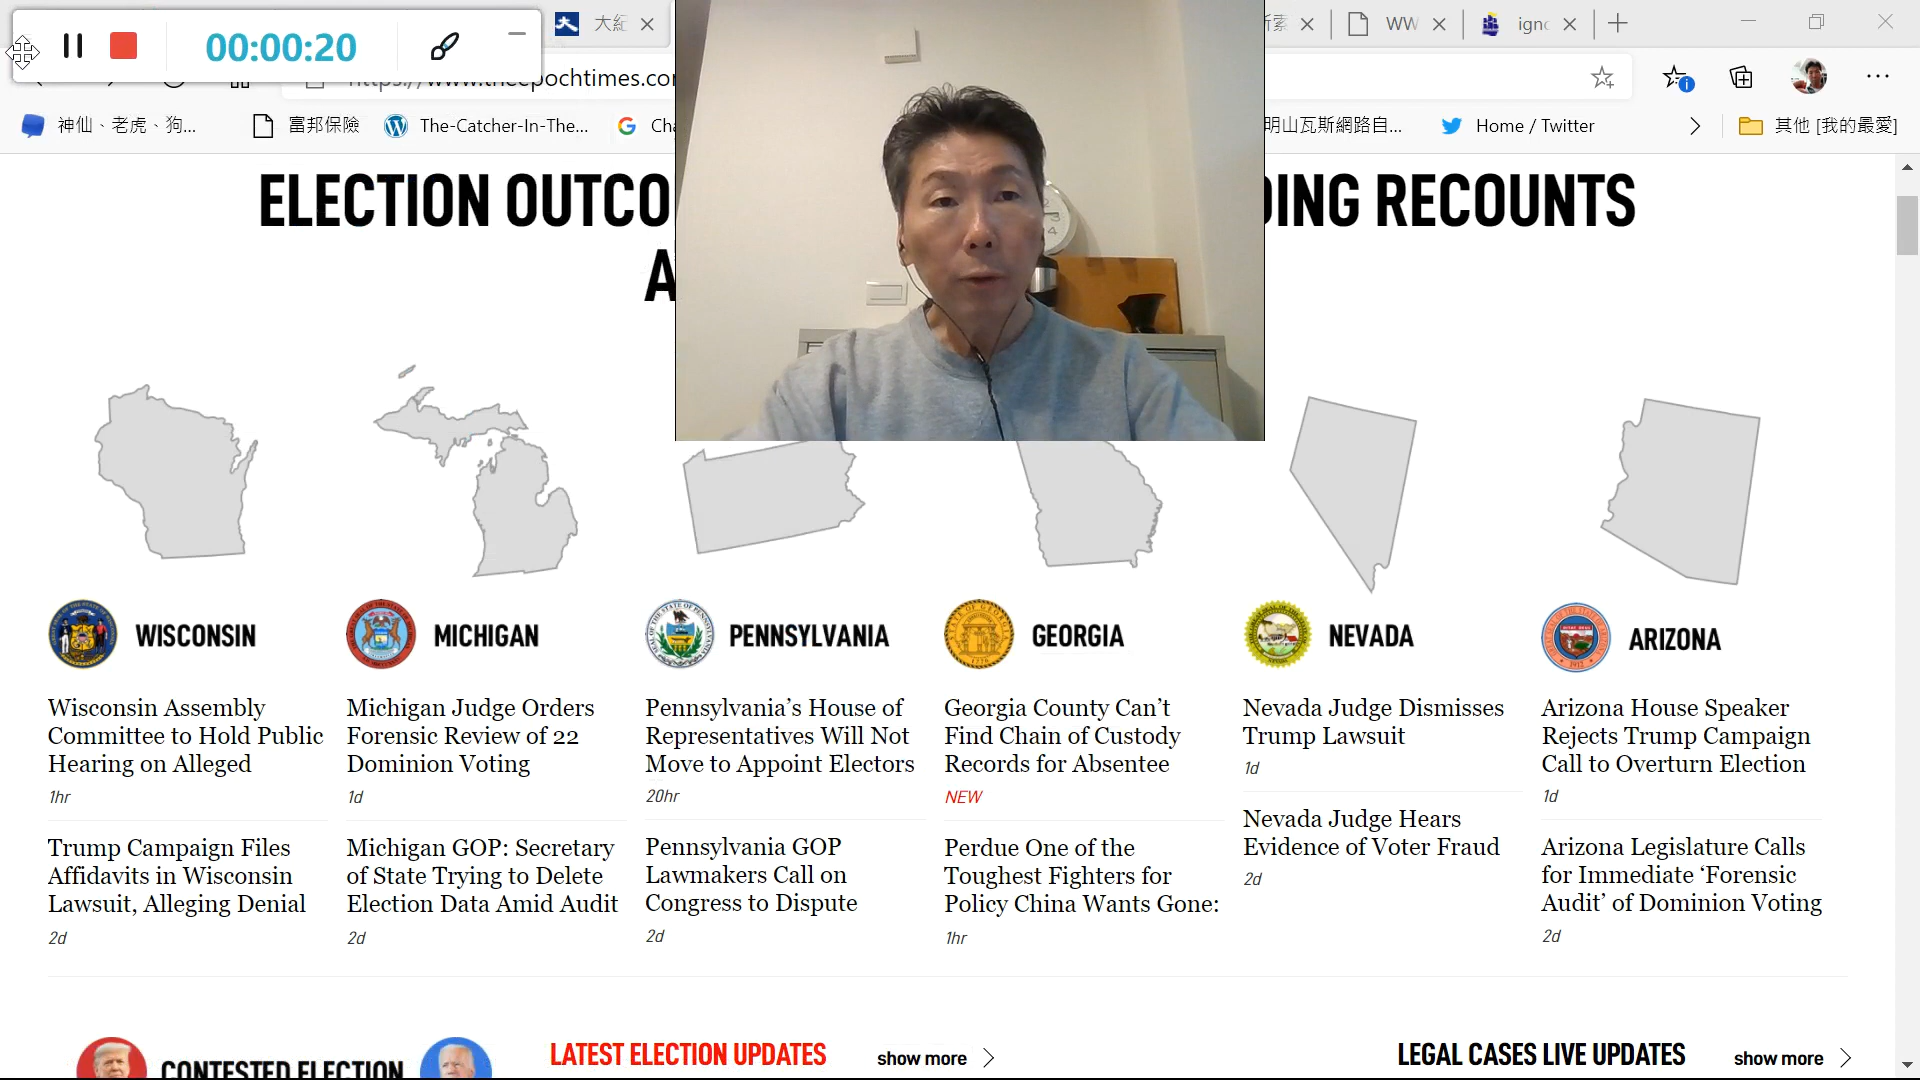 00:00:20
大紀
WW
igno
https://www.theepochtimes.com
神仙、老虎、狗...
富邦保險
The-Catcher-In-The...
Cha
明山瓦斯網路自...
Home / Twitter
其他 [我的最愛]
ELECTION OUTCO
DING RECOUNTS
A
WISCONSIN
Wisconsin Assembly
Committee to Hold Public
Hearing on Alleged
1hr
Trump Campaign Files
Affidavits in Wisconsin
Lawsuit, Alleging Denial
2d
MICHIGAN
Michigan Judge Orders
Forensic Review of 22
Dominion Voting
1d
Michigan GOP: Secretary
of State Trying to Delete
Election Data Amid Audit
2d
PENNSYLVANIA
Pennsylvania’s House of
Representatives Will Not
Move to Appoint Electors
20hr
Pennsylvania GOP
Lawmakers Call on
Congress to Dispute
2d
GEORGIA
Georgia County Can’t
Find Chain of Custody
Records for Absentee
NEW
Perdue One of the
Toughest Fighters for
Policy China Wants Gone:
1hr
NEVADA
Nevada Judge Dismisses
Trump Lawsuit
1d
Nevada Judge Hears
Evidence of Voter Fraud
2d
ARIZONA
Arizona House Speaker
Rejects Trump Campaign
Call to Overturn Election
1d
Arizona Legislature Calls
for Immediate ‘Forensic
Audit’ of Dominion Voting
2d
CONTESTED ELECTION
LATEST ELECTION UPDATES
show more
LEGAL CASES LIVE UPDATES
show more